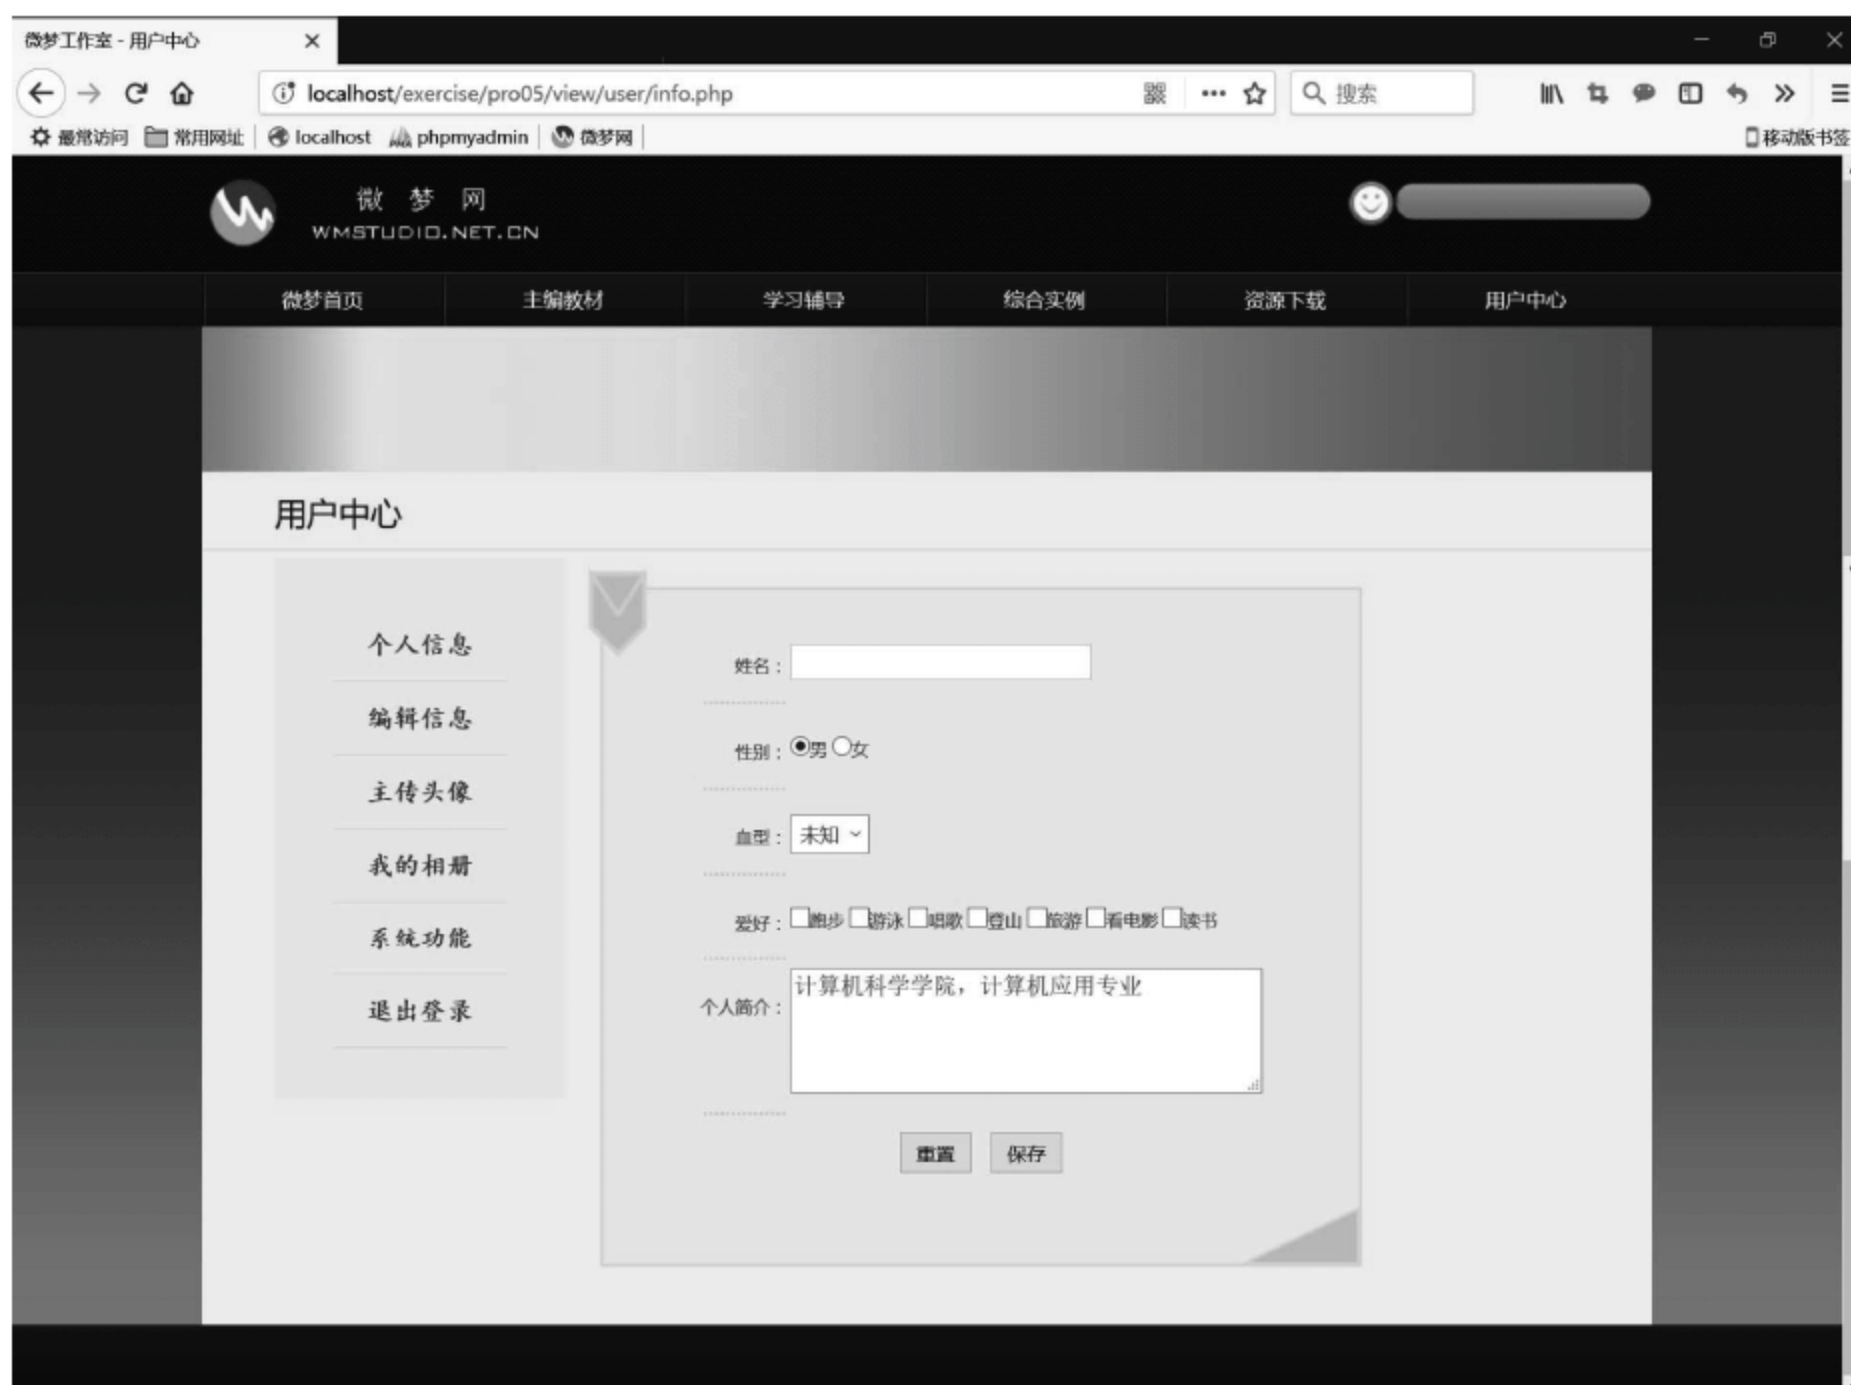 微梦工作室 - 用户中心
localhost/exercise/pro05/view/user/info.php
搜索
最常访问 常用网址 localhost phpmyadmin 微梦网
移动版书签
微梦网
WMSTUDIO.NET.CN
微梦首页 主编教材 学习辅导 综合实例 资源下载 用户中心
用户中心
个人信息
编辑信息
主传头像
我的相册
系统功能
退出登录
姓名：
性别： 男 女
血型： 未知
爱好： 跑步 游泳 唱歌 登山 旅游 看电影 读书
个人简介： 计算机科学学院，计算机应用专业
重置 保存